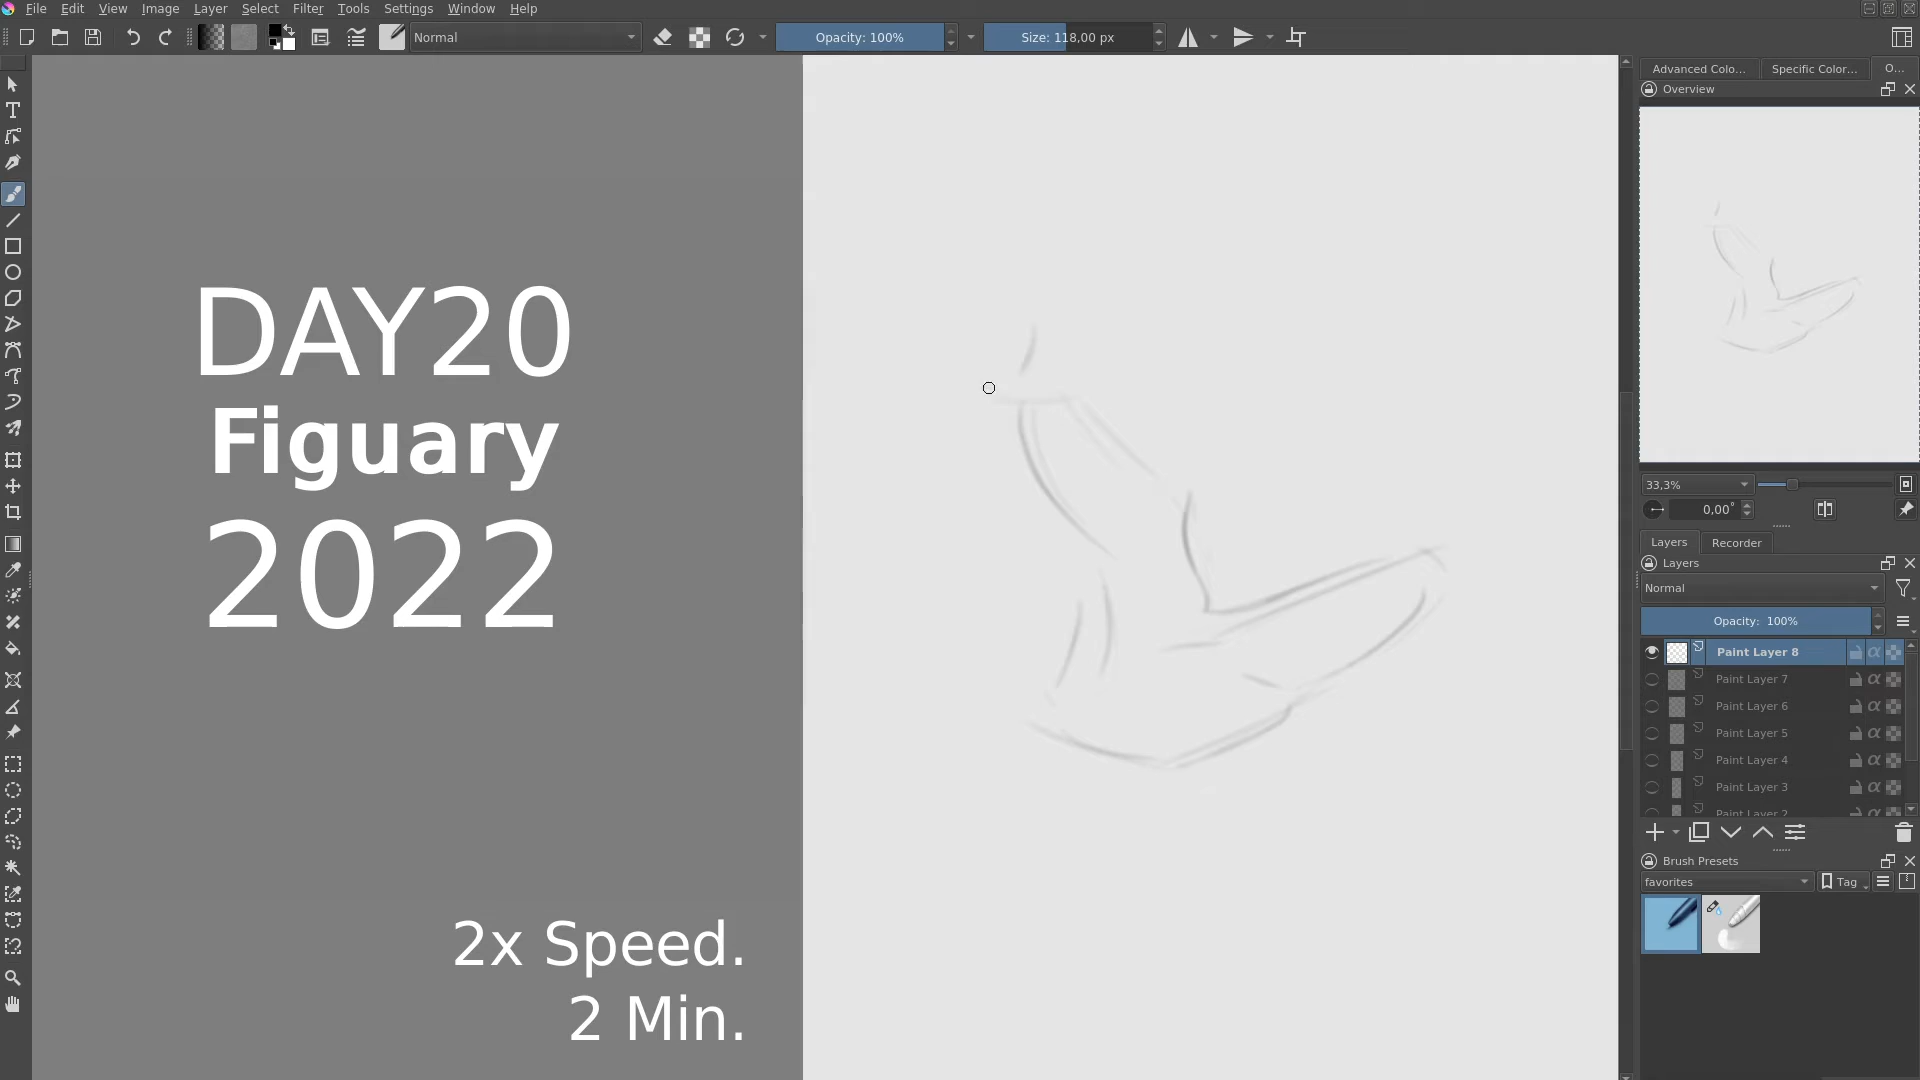 File Edit View Image Layer Select Filter Tools Settings Window Help
Normal
Opacity: 100%
Size: 118,00 px
Advanced Colo... Specific Color... O...
Overview
DAY20
Figuary
2022
2x Speed.
2 Min.
33,3%
0,00°
Layers Recorder
Layers
Normal
Opacity: 100%
Paint Layer 8
Paint Layer 7
Paint Layer 6
Paint Layer 5
Paint Layer 4
Paint Layer 3
Paint Layer 2
Brush Presets
favorites
Tag